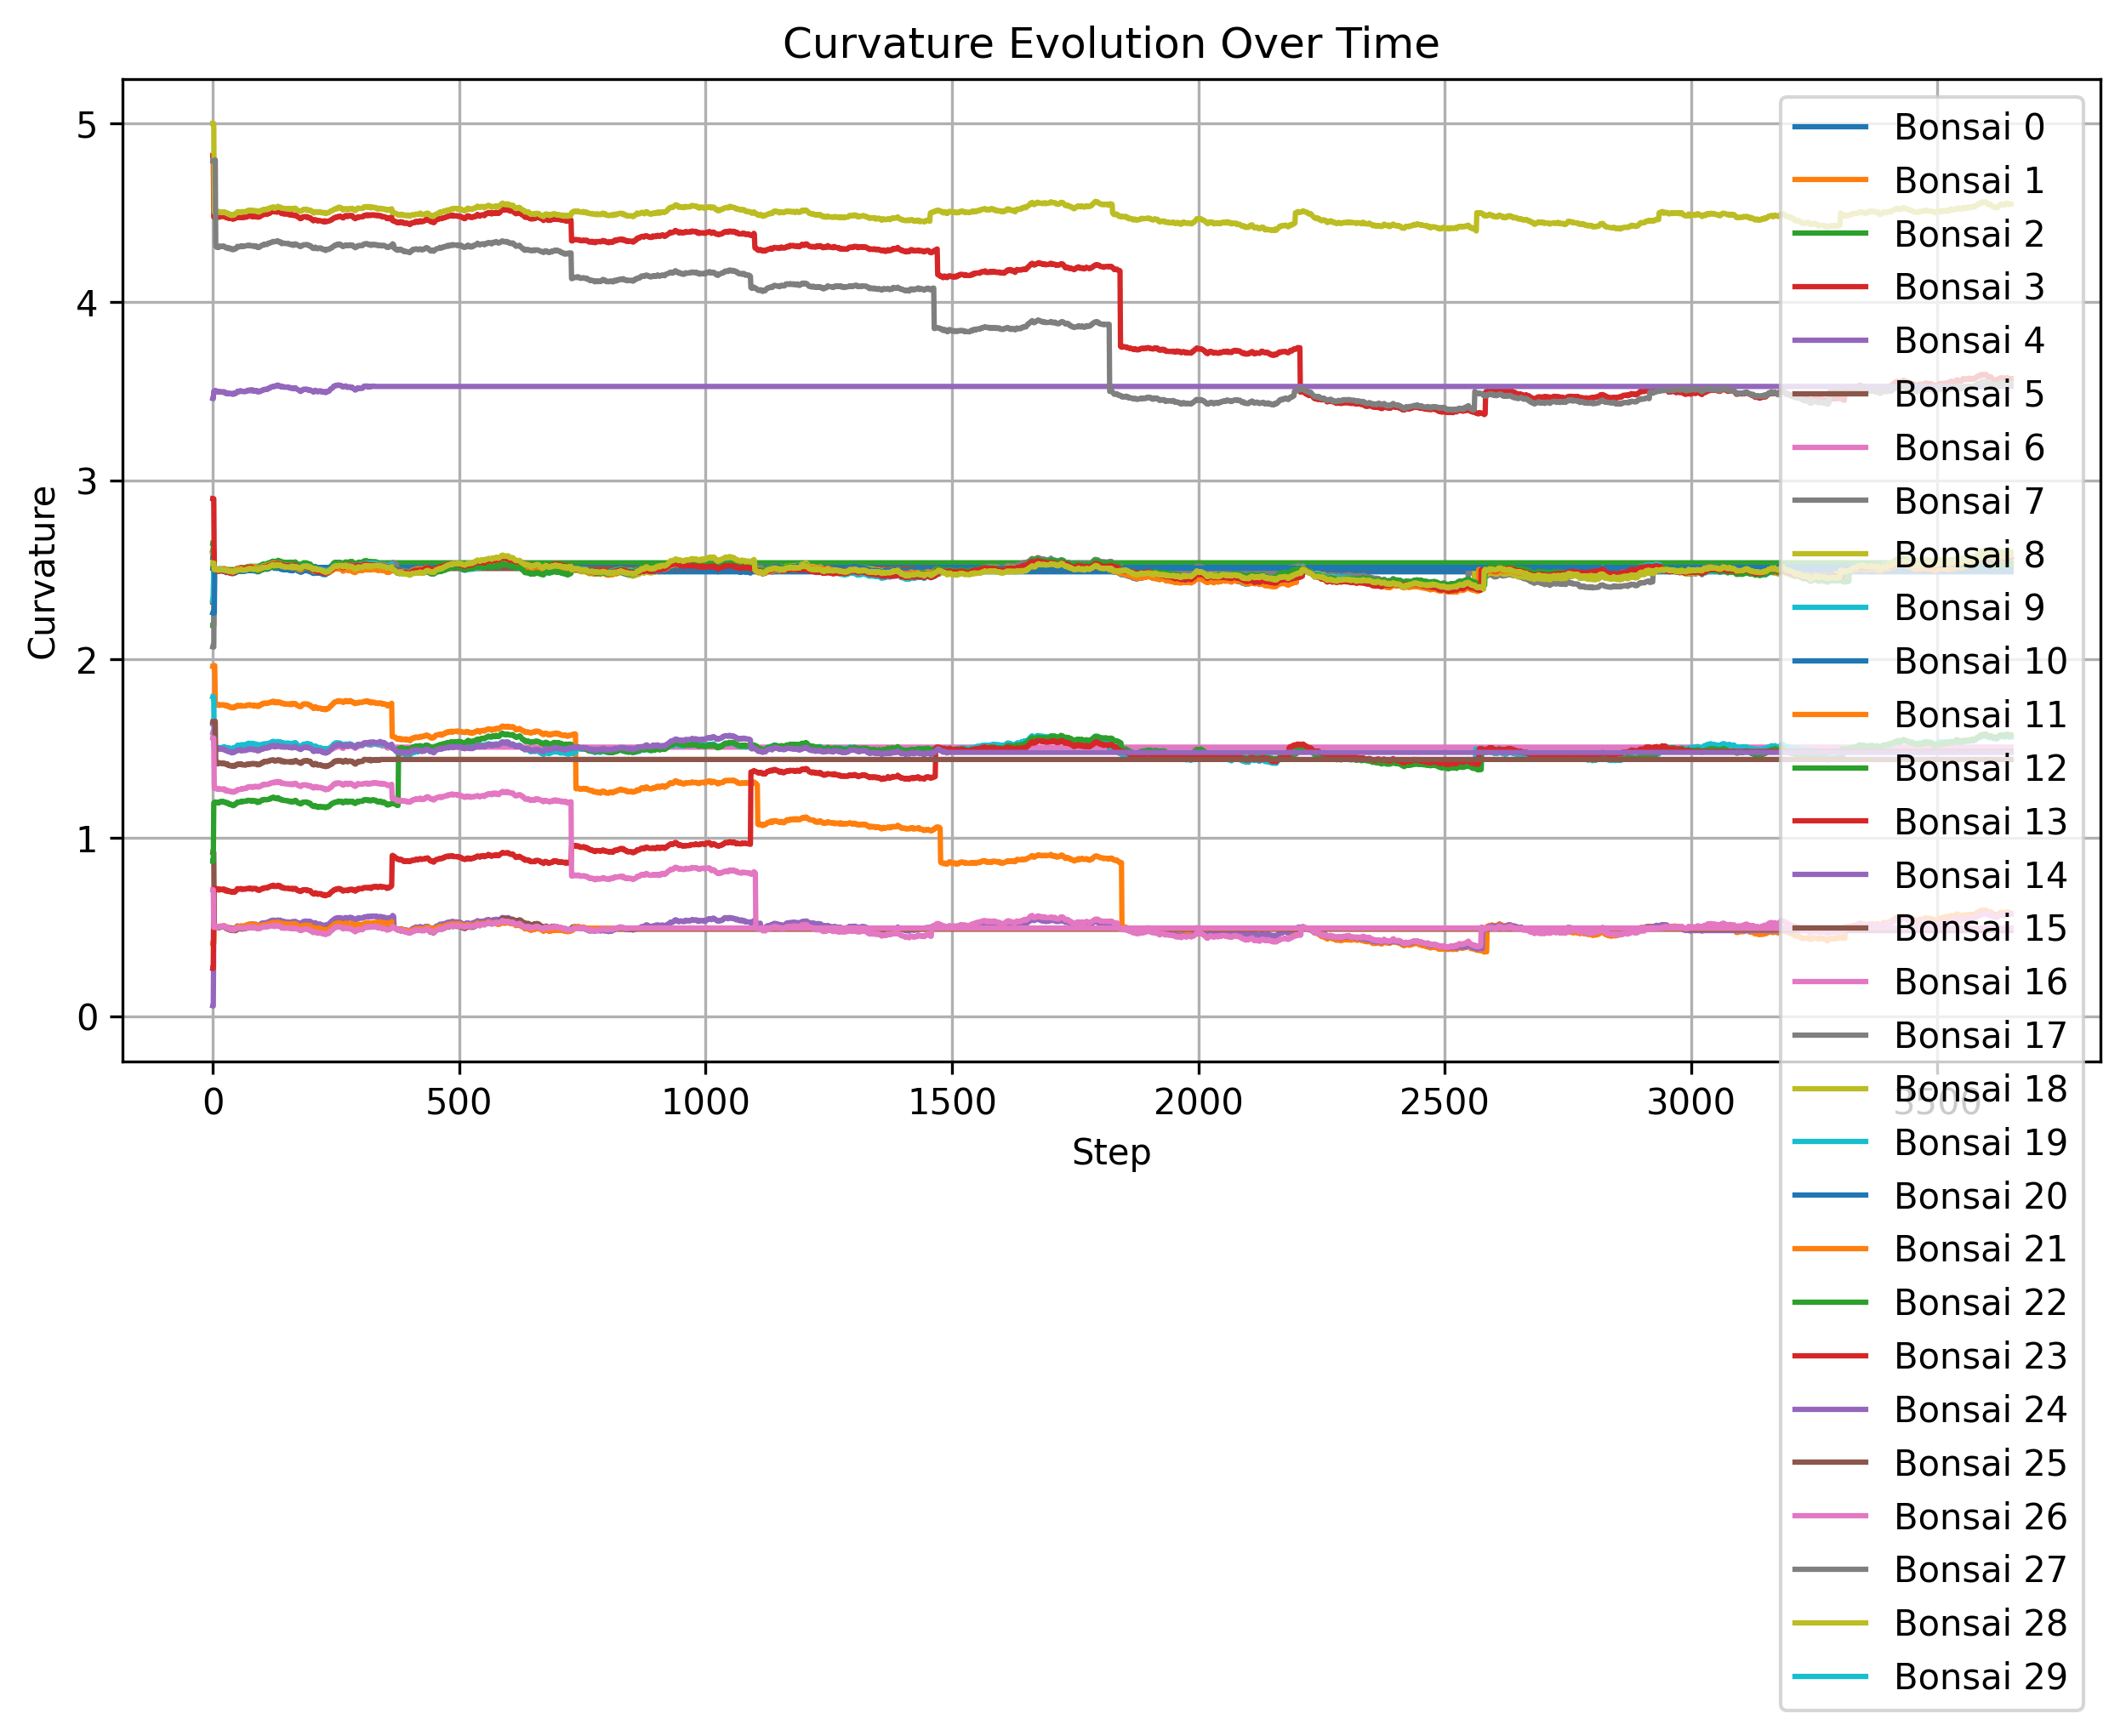 Curvature Evolution Over Time
Curvature
5
4
3
2
1
0
0 500 1000 1500 2000 2500 3000 3500
Step
Bonsai 0
Bonsai 1
Bonsai 2
Bonsai 3
Bonsai 4
Bonsai 5
Bonsai 6
Bonsai 7
Bonsai 8
Bonsai 9
Bonsai 10
Bonsai 11
Bonsai 12
Bonsai 13
Bonsai 14
Bonsai 15
Bonsai 16
Bonsai 17
Bonsai 18
Bonsai 19
Bonsai 20
Bonsai 21
Bonsai 22
Bonsai 23
Bonsai 24
Bonsai 25
Bonsai 26
Bonsai 27
Bonsai 28
Bonsai 29